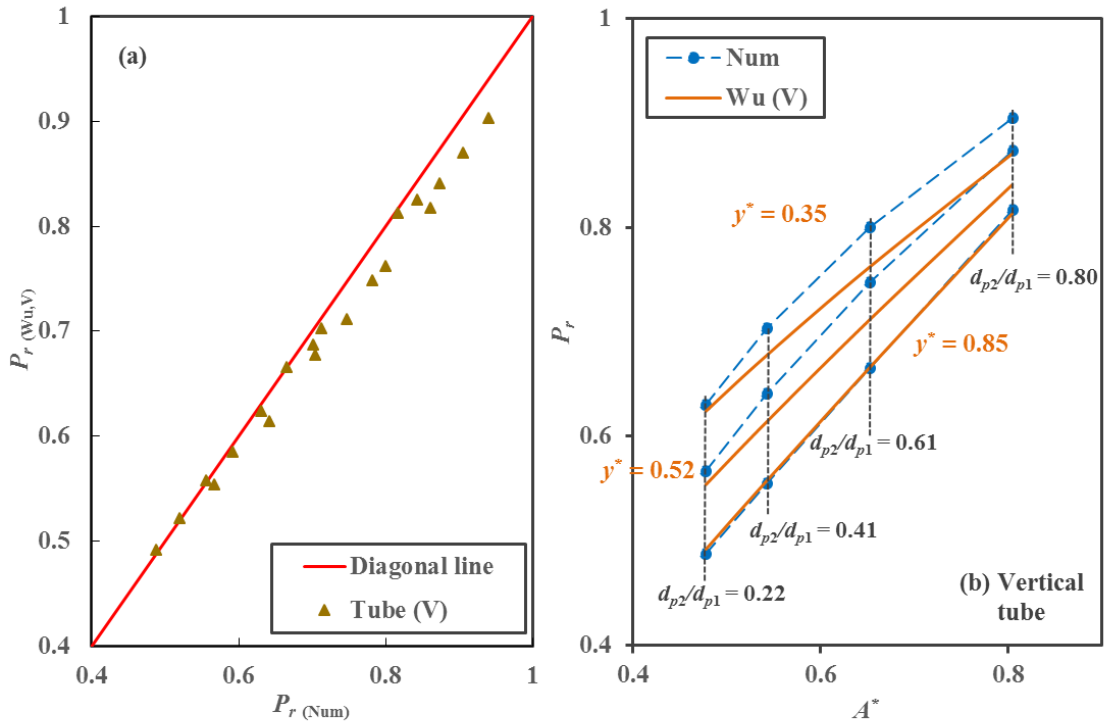 (a)
Diagonal line
Tube (V)
1
0.9
0.8
0.7
0.6
0.5
0.4
P_r (Wu,V)
0.4
0.6
0.8
1
P_r (Num)
Num
Wu (V)
y* = 0.35
d_p2/d_p1 = 0.80
y* = 0.85
d_p2/d_p1 = 0.61
y* = 0.52
d_p2/d_p1 = 0.41
d_p2/d_p1 = 0.22
(b) Vertical
tube
1
0.8
0.6
0.4
P_r
0.4
0.6
0.8
A*